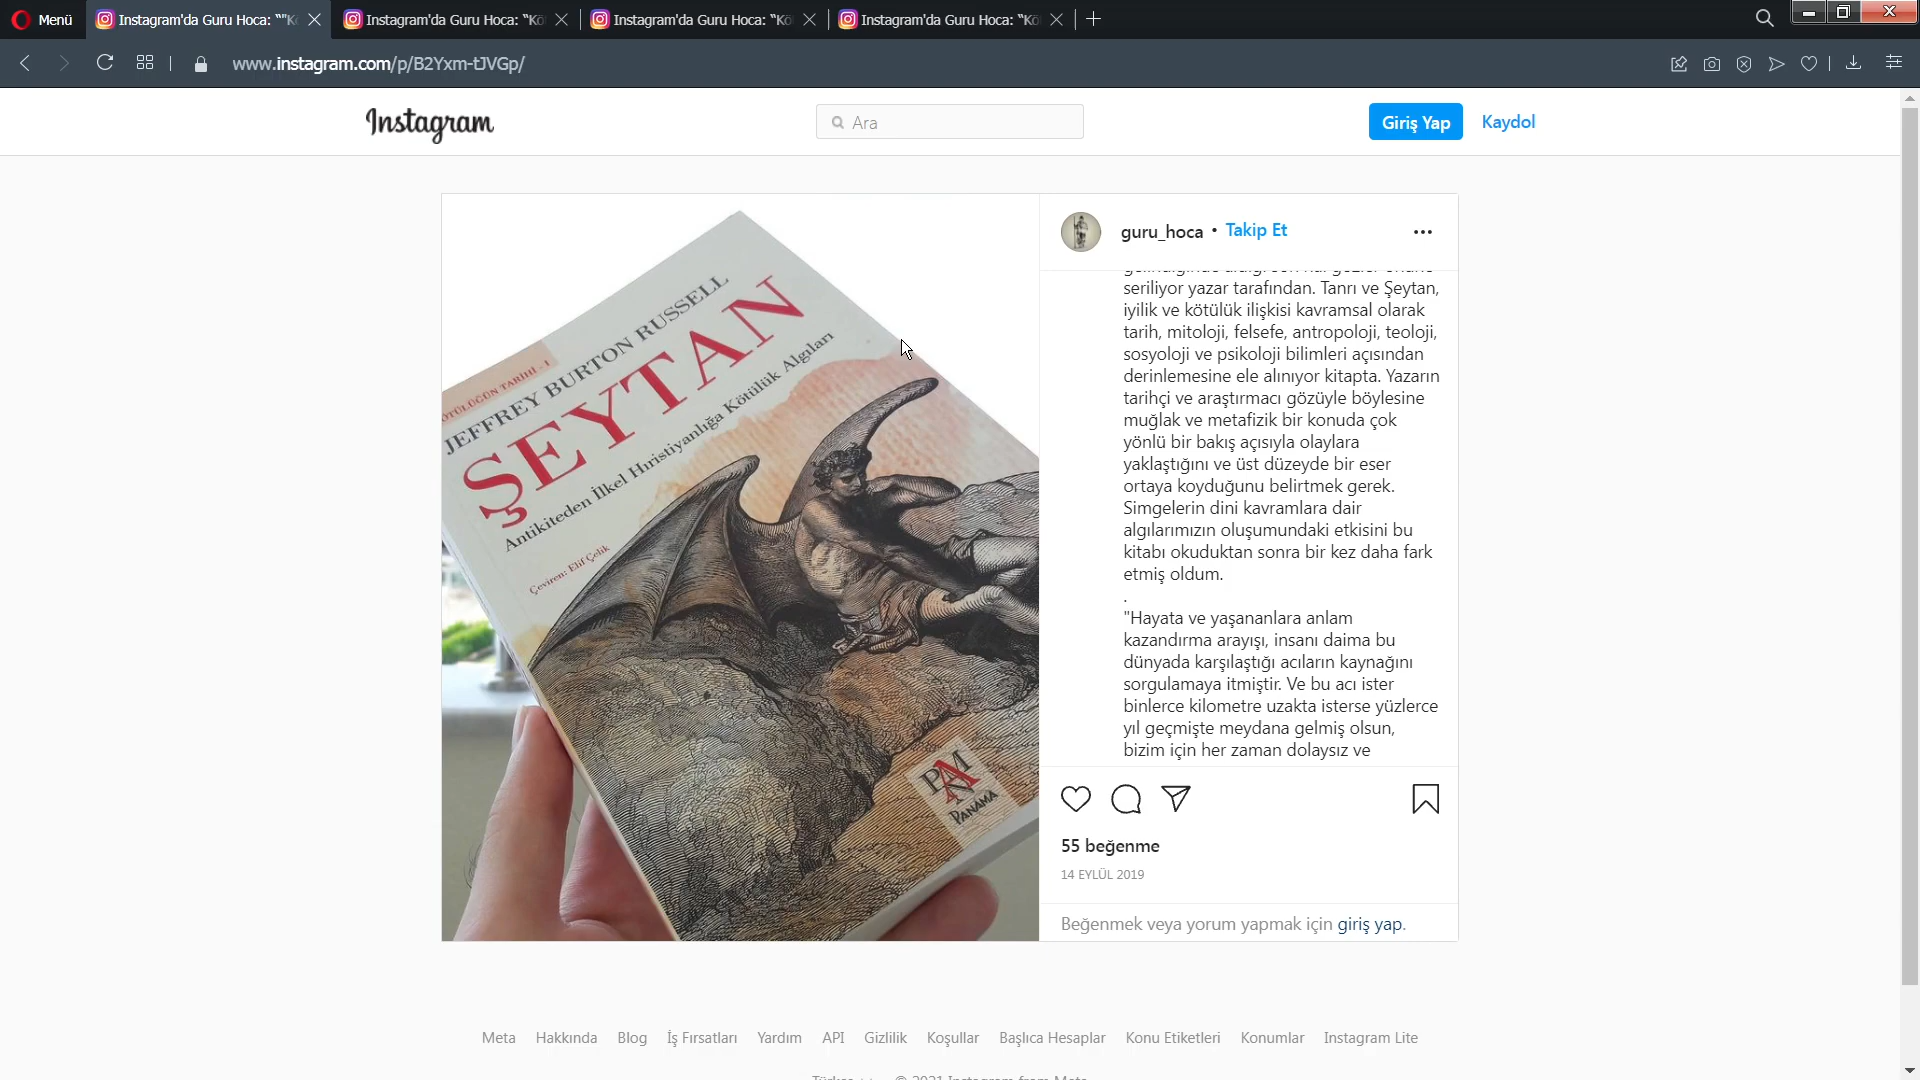 Menü
Instagram'da Guru Hoca: “"Kö
Instagram'da Guru Hoca: “Kö
Instagram'da Guru Hoca: “Kö
Instagram'da Guru Hoca: “Kö
www.instagram.com/p/B2Yxm-tJVGp/
Instagram
Ara
Giriş Yap
Kaydol
KÖTÜLÜĞÜN TARİHİ - 1
JEFFREY BURTON RUSSELL
ŞEYTAN
Antikiteden İlkel Hıristiyanlığa Kötülük Algıları
Çeviren: Elif Çelik
PANAMA
guru_hoca • Takip Et
seriliyor yazar tarafından. Tanrı ve Şeytan,
iyilik ve kötülük ilişkisi kavramsal olarak
tarih, mitoloji, felsefe, antropoloji, teoloji,
sosyoloji ve psikoloji bilimleri açısından
derinlemesine ele alınıyor kitapta. Yazarın
tarihçi ve araştırmacı gözüyle böylesine
muğlak ve metafizik bir konuda çok
yönlü bir bakış açısıyla olaylara
yaklaştığını ve üst düzeyde bir eser
ortaya koyduğunu belirtmek gerek.
Simgelerin dini kavramlara dair
algılarımızın oluşumundaki etkisini bu
kitabı okuduktan sonra bir kez daha fark
etmiş oldum.
.
"Hayata ve yaşananlara anlam
kazandırma arayışı, insanı daima bu
dünyada karşılaştığı acıların kaynağını
sorgulamaya itmiştir. Ve bu acı ister
binlerce kilometre uzakta isterse yüzlerce
yıl geçmişte meydana gelmiş olsun,
bizim için her zaman dolaysız ve
55 beğenme
14 EYLÜL 2019
Beğenmek veya yorum yapmak için giriş yap.
Meta Hakkında Blog İş Fırsatları Yardım API Gizlilik Koşullar Başlıca Hesaplar Konu Etiketleri Konumlar Instagram Lite